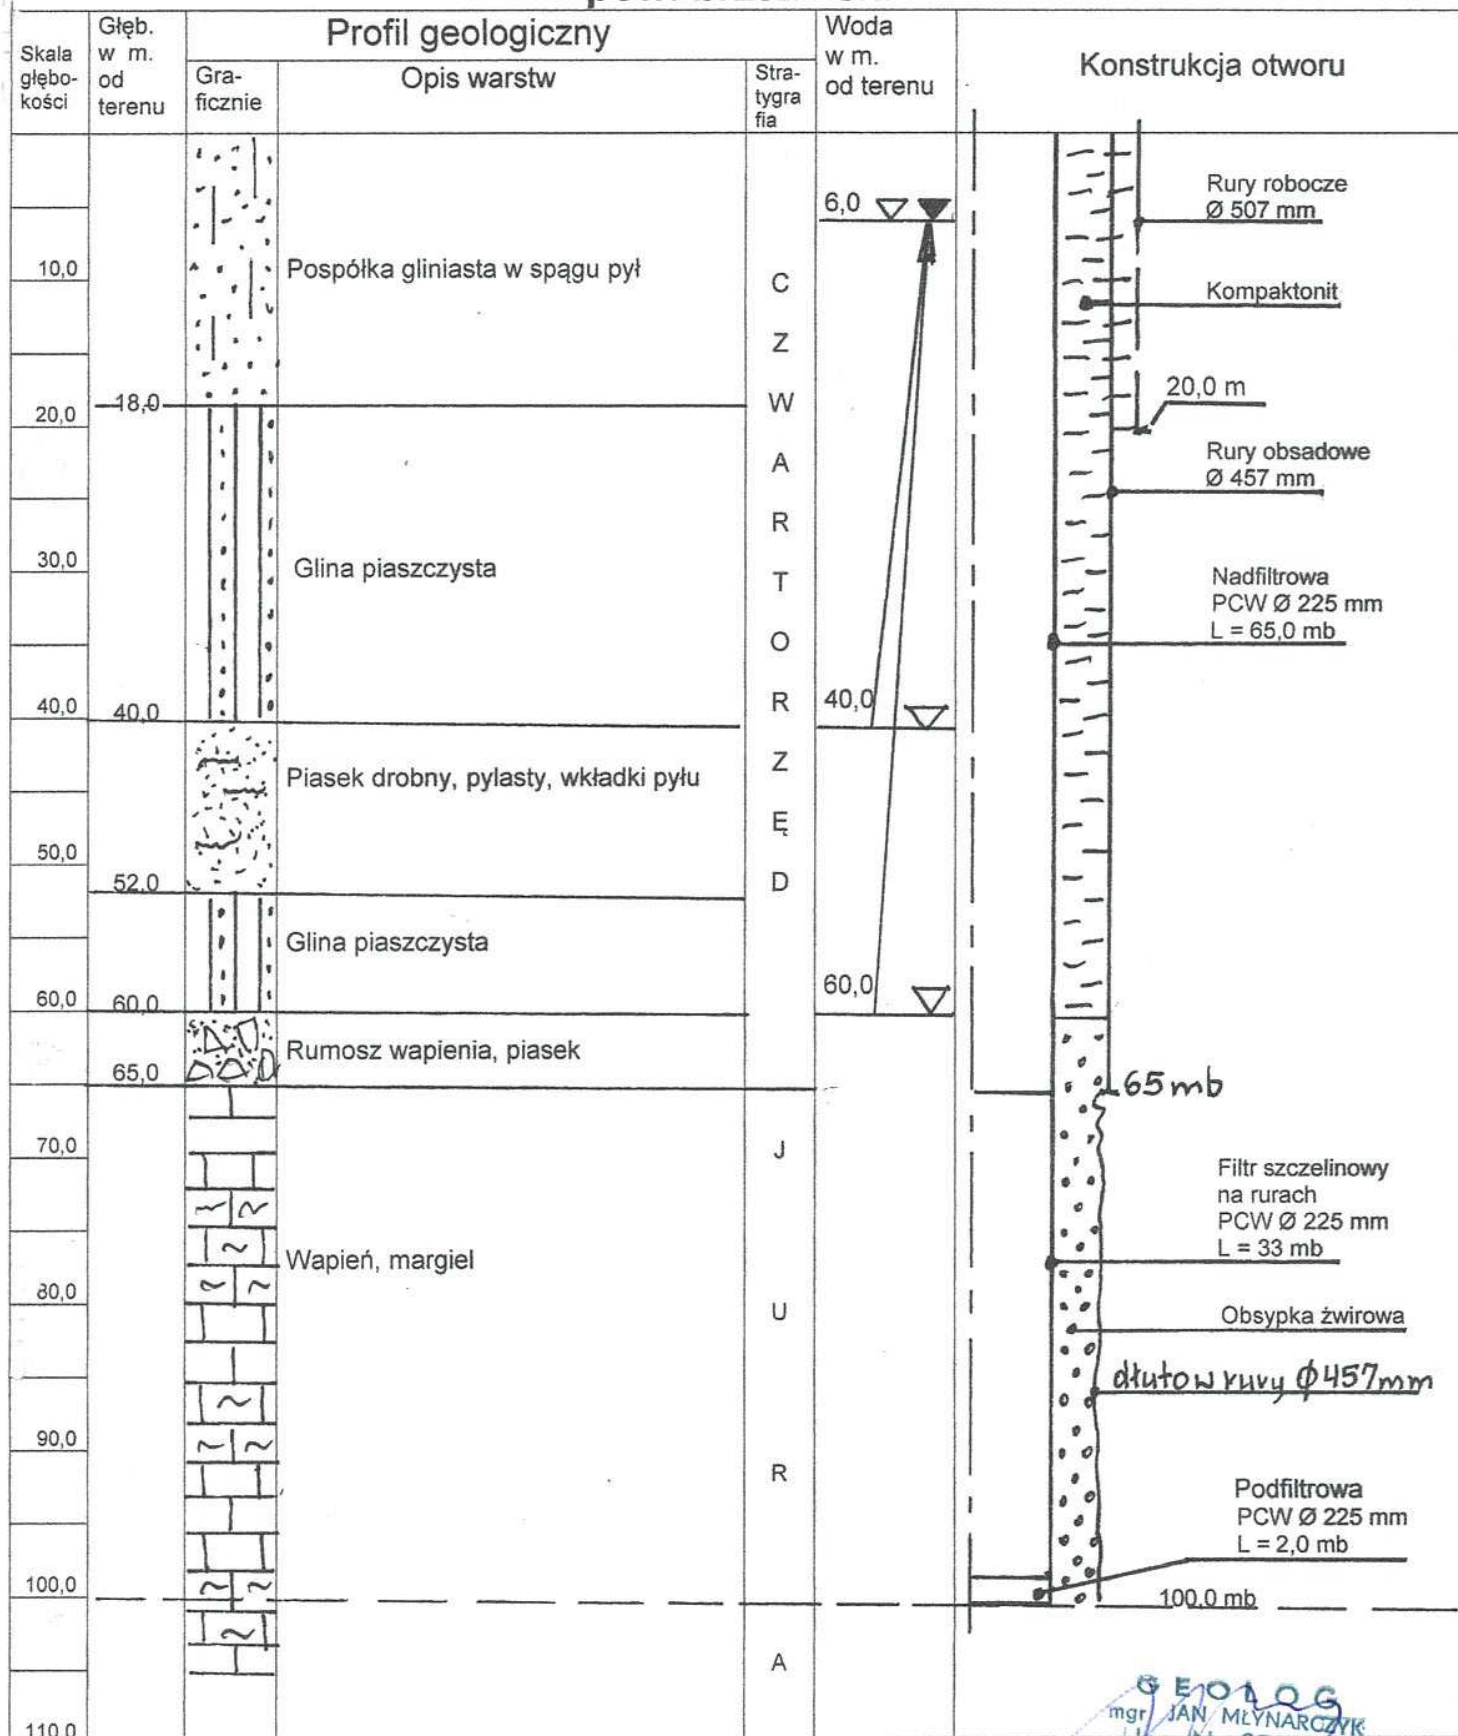 Skala
głębo-
kości
Głęb.
w m.
od
terenu
Profil geologiczny
Gra-
ficznie
Opis warstw
Stra-
tygra
fia
Woda
w m.
od terenu
Konstrukcja otworu
10,0
20,0
30,0
40,0
50,0
60,0
70,0
80,0
90,0
100,0
110,0
18,0
40,0
52,0
60,0
65,0
Pospółka gliniasta w spągu pył
Glina piaszczysta
Piasek drobny, pylasty, wkładki pyłu
Glina piaszczysta
Rumosz wapienia, piasek
Wapień, margiel
C
Z
W
A
R
T
O
R
Z
Ę
D
J
U
R
A
6,0
40,0
60,0
Rury robocze
Ø 507 mm
Kompaktonit
20,0 m
Rury obsadowe
Ø 457 mm
Nadfiltrowa
PCW Ø 225 mm
L = 65,0 mb
65 mb
Filtr szczelinowy
na rurach
PCW Ø 225 mm
L = 33 mb
Obsypka żwirowa
dłutow rury Ø 457mm
Podfiltrowa
PCW Ø 225 mm
L = 2,0 mb
100,0 mb
GEOLOG
mgr JAN MŁYNARCZYK